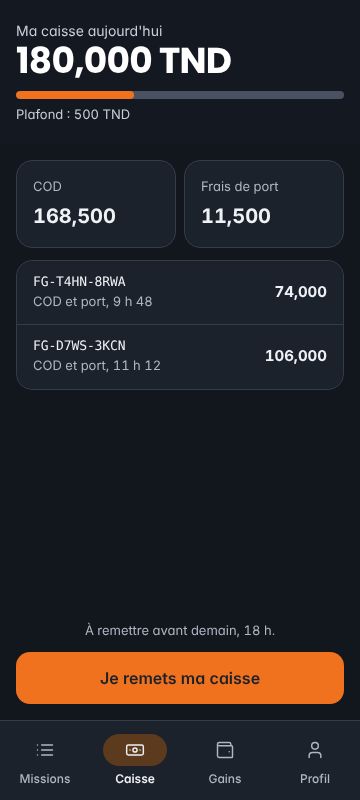 Ma caisse aujourd'hui
180,000 TND
Plafond : 500 TND
COD
168,500
Frais de port
11,500
FG-T4HN-8RWA
COD et port, 9 h 48
74,000
FG-D7WS-3KCN
COD et port, 11 h 12
106,000
À remettre avant demain, 18 h.
Je remets ma caisse
Missions
Caisse
Gains
Profil